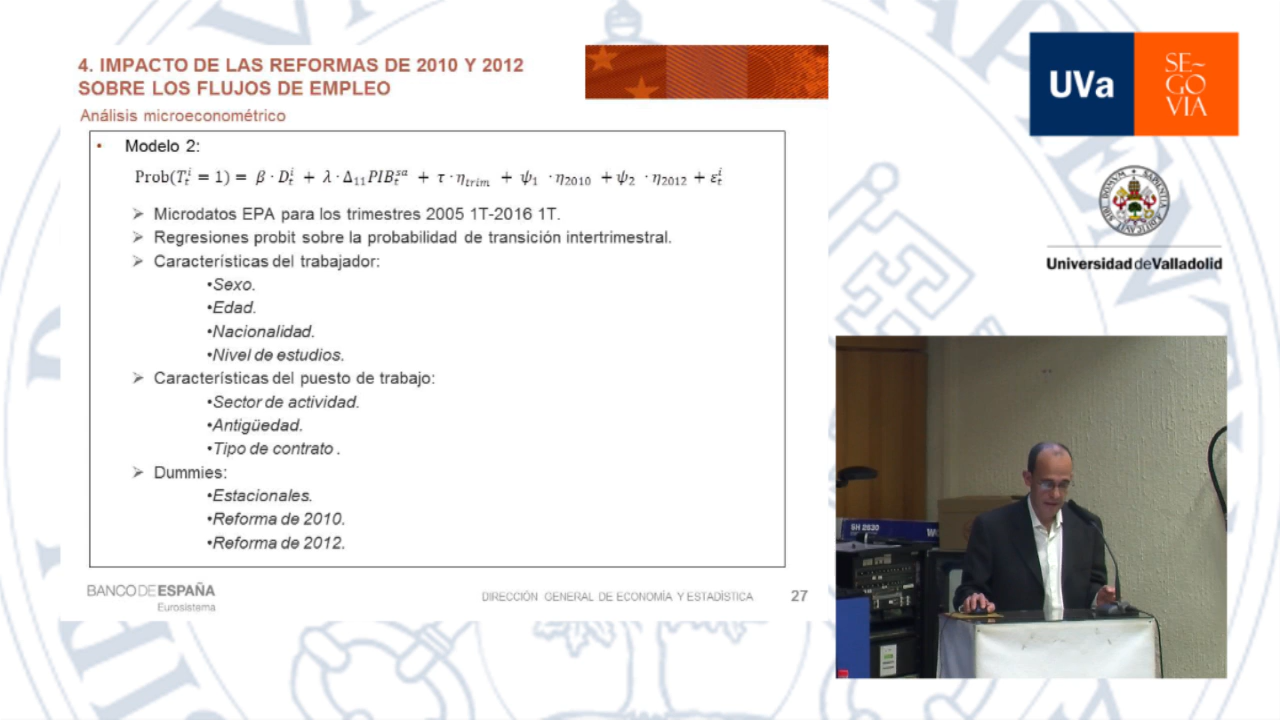 4. IMPACTO DE LAS REFORMAS DE 2010 Y 2012
SOBRE LOS FLUJOS DE EMPLEO
Análisis microeconométrico
• Modelo 2:
Prob(T_t^i = 1) = β · D_t^i + λ · Δ_11 PIB_t^sa + τ · η_trim + ψ_1 · η_2010 + ψ_2 · η_2012 + ε_t^i
➢ Microdatos EPA para los trimestres 2005 1T-2016 1T.
➢ Regresiones probit sobre la probabilidad de transición intertrimestral.
➢ Características del trabajador:
•Sexo.
•Edad.
•Nacionalidad.
•Nivel de estudios.
➢ Características del puesto de trabajo:
•Sector de actividad.
•Antigüedad.
•Tipo de contrato .
➢ Dummies:
•Estacionales.
•Reforma de 2010.
•Reforma de 2012.
BANCO DE ESPAÑA
Eurosistema
DIRECCIÓN GENERAL DE ECONOMÍA Y ESTADÍSTICA 27
UVa
SE~
GO
VIA
Universidad de Valladolid